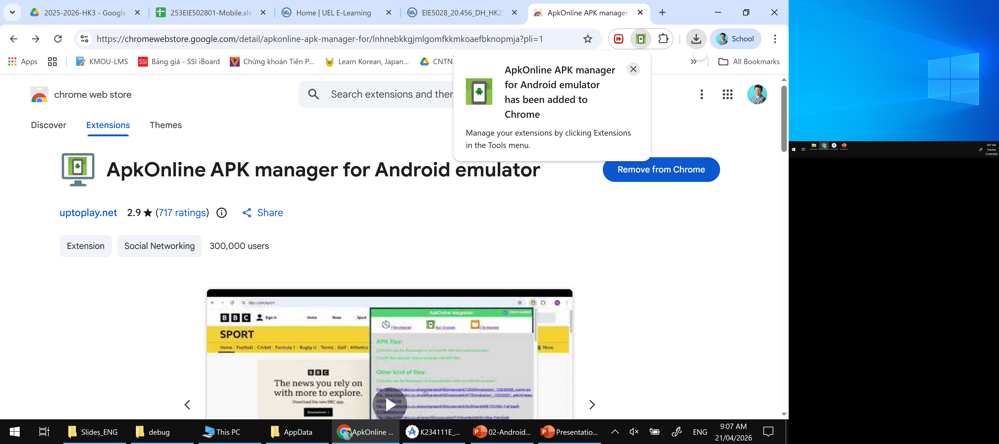 2025-2026-HK3 - Google
253EIE502801-Mobile.xls
Home | UEL E-Learning
EIE5028_20.456_DH_HK2
ApkOnline APK manager
https://chromewebstore.google.com/detail/apkonline-apk-manager-for/lnhnebkkgjmlgomfkkmkoaefbknopmja?pli=1
School
Apps
KMOU-LMS
SSI
Bảng giá - SSI iBoard
Chứng khoán Tiên P...
Learn Korean, Japan...
CNTN
All Bookmarks
ApkOnline APK manager
for Android emulator
has been added to
Chrome
Manage your extensions by clicking Extensions
in the Tools menu.
chrome web store
Search extensions and the
Discover
Extensions
Themes
ApkOnline APK manager for Android emulator
Remove from Chrome
uptoplay.net
2.9 ★ (717 ratings)
Share
Extension
Social Networking
300,000 users
BBC
Sign in
Home
News
Sport
SPORT
Home
Football
Cricket
Formula 1
Rugby U
Tennis
Golf
Athletics
More
ApkOnline integration
File manager
APK files:
Other kind of files:
BBC
The news you rely on
with more to explore.
Download the new BBC app.
Slides_ENG
debug
This PC
AppData
ApkOnline ...
K234111E_...
02-Android...
Presentatio...
ENG
9:07 AM
21/04/2026
9:07 AM
Tuesday
21/04/2026